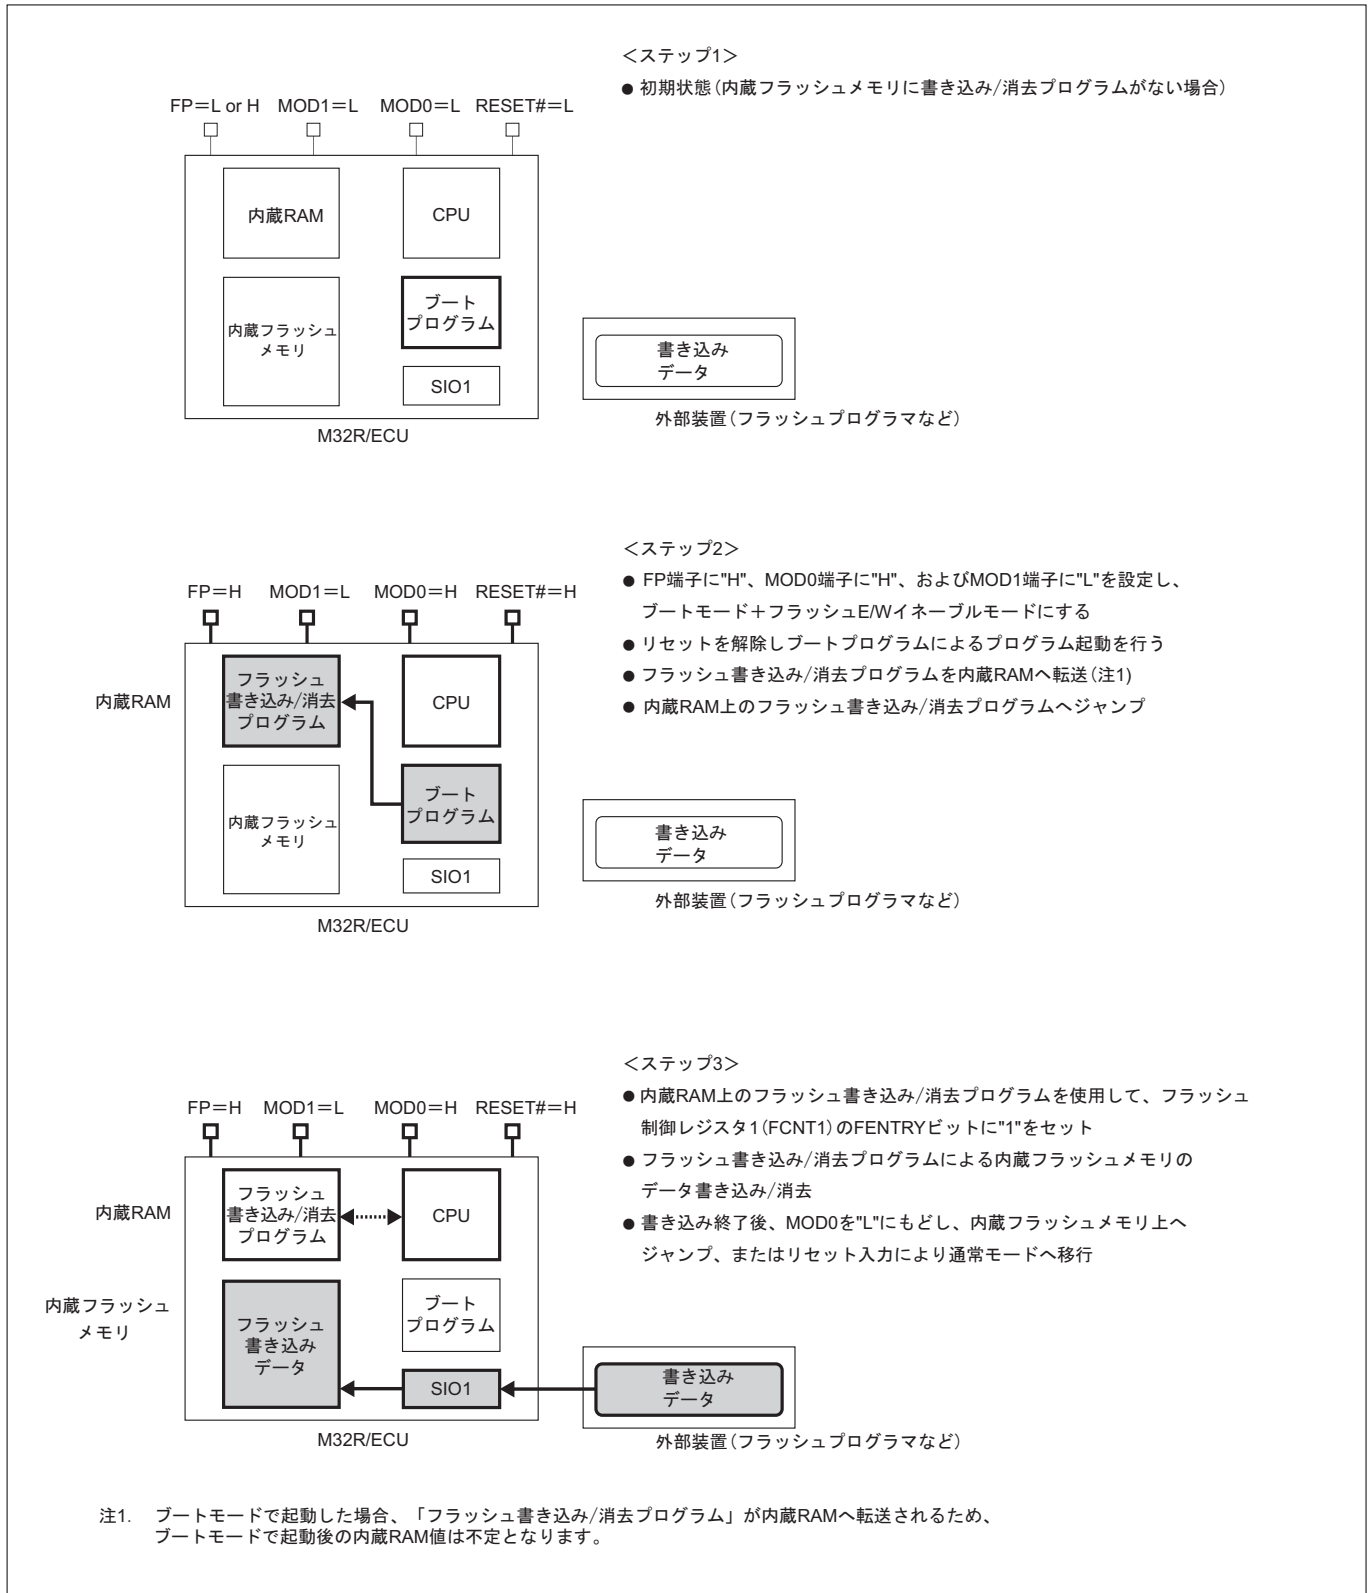 ＜ステップ1＞
● 初期状態(内蔵フラッシュメモリに書き込み/消去プログラムがない場合)
FP＝L or H MOD1＝L MOD0＝L RESET#＝L
内蔵RAM
CPU
内蔵フラッシュ
メモリ
ブート
プログラム
SIO1
M32R/ECU
書き込み
データ
外部装置(フラッシュプログラマなど)
＜ステップ2＞
● FP端子に"H"、MOD0端子に"H"、およびMOD1端子に"L"を設定し、
ブートモード＋フラッシュE/Wイネーブルモードにする
● リセットを解除しブートプログラムによるプログラム起動を行う
● フラッシュ書き込み/消去プログラムを内蔵RAMへ転送(注1)
● 内蔵RAM上のフラッシュ書き込み/消去プログラムへジャンプ
FP＝H MOD1＝L MOD0＝H RESET#＝H
内蔵RAM
フラッシュ
書き込み/消去
プログラム
CPU
内蔵フラッシュ
メモリ
ブート
プログラム
SIO1
M32R/ECU
書き込み
データ
外部装置(フラッシュプログラマなど)
＜ステップ3＞
● 内蔵RAM上のフラッシュ書き込み/消去プログラムを使用して、フラッシュ
制御レジスタ1(FCNT1)のFENTRYビットに"1"をセット
● フラッシュ書き込み/消去プログラムによる内蔵フラッシュメモリの
データ書き込み/消去
● 書き込み終了後、MOD0を"L"にもどし、内蔵フラッシュメモリ上へ
ジャンプ、またはリセット入力により通常モードへ移行
FP＝H MOD1＝L MOD0＝H RESET#＝H
内蔵RAM
フラッシュ
書き込み/消去
プログラム
CPU
内蔵フラッシュ
メモリ
フラッシュ
書き込み
データ
ブート
プログラム
SIO1
M32R/ECU
書き込み
データ
外部装置(フラッシュプログラマなど)
注1. ブートモードで起動した場合、「フラッシュ書き込み/消去プログラム」が内蔵RAMへ転送されるため、
ブートモードで起動後の内蔵RAM値は不定となります。